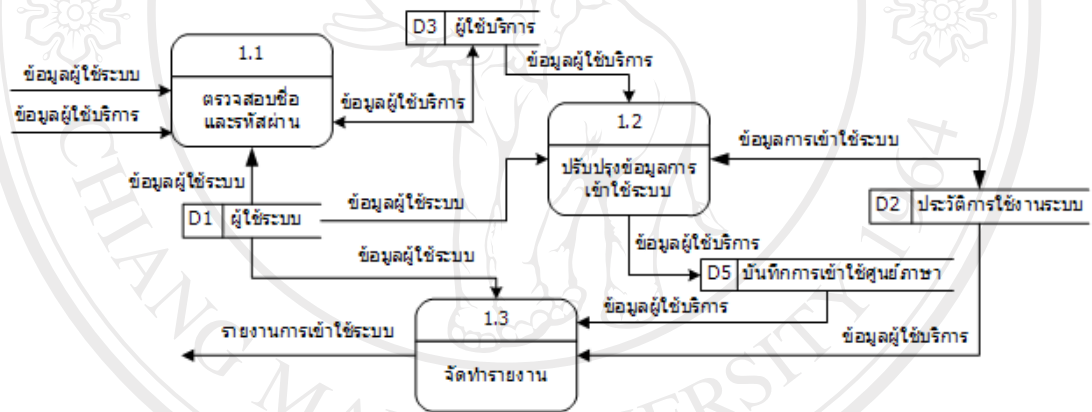 D3 ผู้ใช้บริการ
1.1
ตรวจสอบชื่อ
และรหัสผ่าน
ข้อมูลผู้ใช้ระบบ
ข้อมูลผู้ใช้บริการ
ข้อมูลผู้ใช้บริการ
ข้อมูลผู้ใช้บริการ
1.2
ปรับปรุงข้อมูลการ
เข้าใช้ระบบ
ข้อมูลการเข้าใช้ระบบ
ข้อมูลผู้ใช้ระบบ
D1 ผู้ใช้ระบบ
ข้อมูลผู้ใช้ระบบ
D2 ประวัติการใช้งานระบบ
ข้อมูลผู้ใช้บริการ
ข้อมูลผู้ใช้ระบบ
D5 บันทึกการเข้าใช้ศูนย์ภาษา
1.3
จัดทำรายงาน
ข้อมูลผู้ใช้บริการ
รายงานการเข้าใช้ระบบ
ข้อมูลผู้ใช้บริการ
CHIANG MAI UNIVERSITY 1964